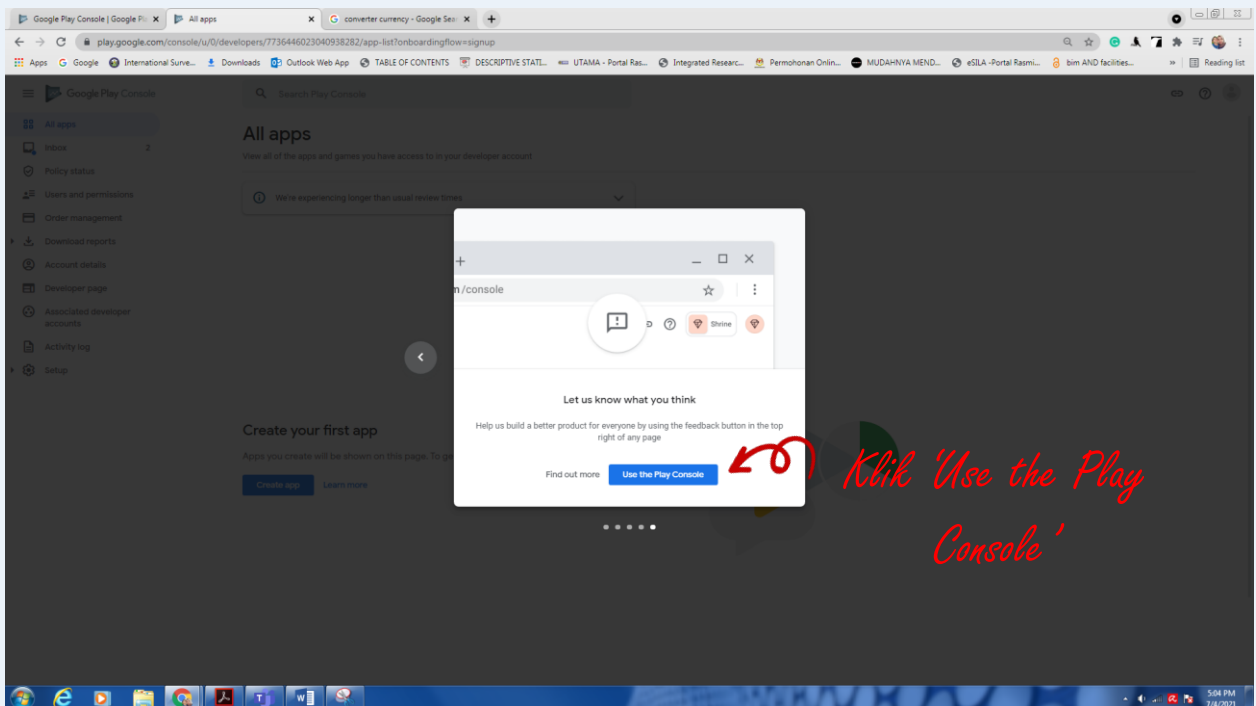 Google Play Console | Google Pl
All apps
converter currency - Google Sear
play.google.com/console/u/0/developers/7736446023040938282/app-list?onboardingflow=signup
Apps Google International Surve... Downloads Outlook Web App TABLE OF CONTENTS DESCRIPTIVE STATI... UTAMA - Portal Ras... Integrated Researc... Permohonan Onlin... MUDAHNYA MEND... eSILA -Portal Rasmi... bim AND facilities... » Reading list
Google Play Console
Search Play Console
All apps
Inbox 2
Policy status
Users and permissions
Order management
Download reports
Account details
Developer page
Associated developer
accounts
Activity log
Setup
All apps
View all of the apps and games you have access to in your developer account
We're experiencing longer than usual review times
m/console
Shrine
Let us know what you think
Help us build a better product for everyone by using the feedback button in the top
right of any page
Find out more Use the Play Console
Create your first app
Apps you create will be shown on this page. To ge
Create app Learn more
Klik 'Use the Play
Console'
5:04 PM
7/4/2021